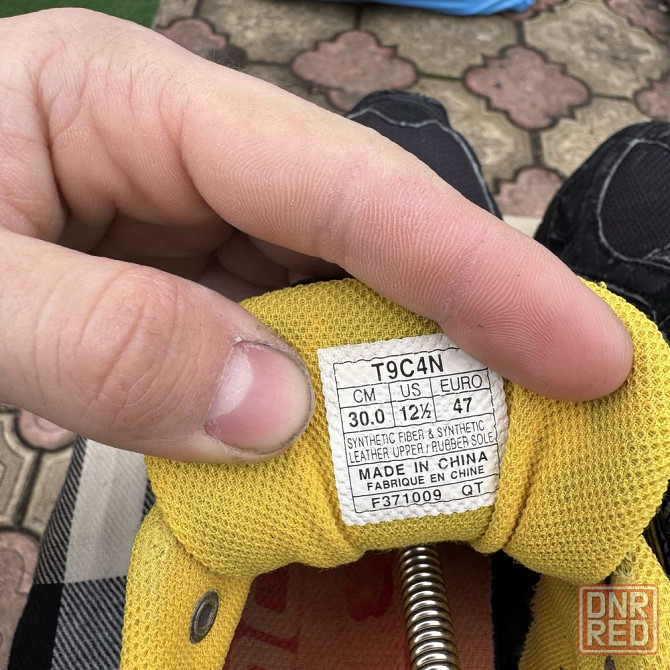 T9C4N
CM US EURO
30.0 12½ 47
SYNTHETIC FIBER & SYNTHETIC
LEATHER UPPER / RUBBER SOLE
MADE IN CHINA
FABRIQUE EN CHINE
F371009 QT
DNR
RED